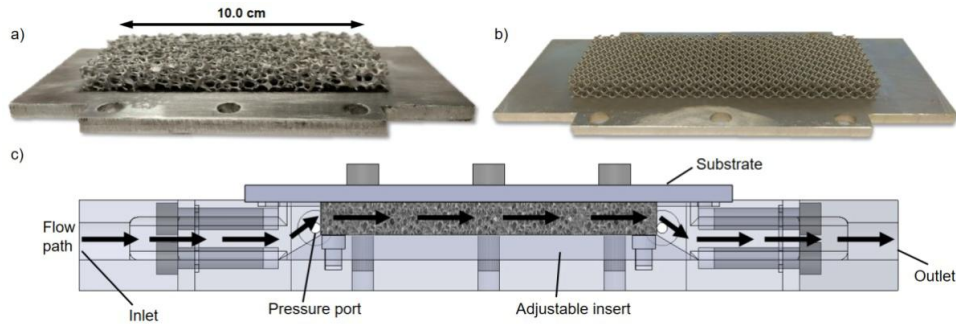 10.0 cm
a)
b)
c)
Substrate
Flow
path
Outlet
Inlet
Pressure port
Adjustable insert